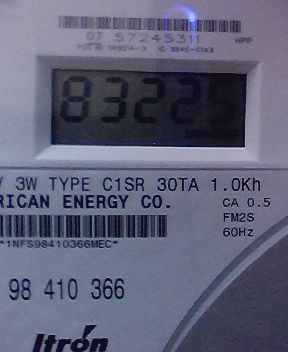 07 57245311
83225
V 3W TYPE C1SR 30TA 1.0Kh
RICAN ENERGY CO.
CA 0.5
FM2S
60Hz
*1NFS98410366MEC*
98 410 366
Itron